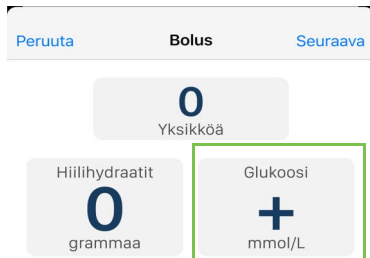 Peruuta Bolus Seuraava
0
Yksikköä
Hiilihydraatit Glukoosi
0 +
grammaa mmol/L